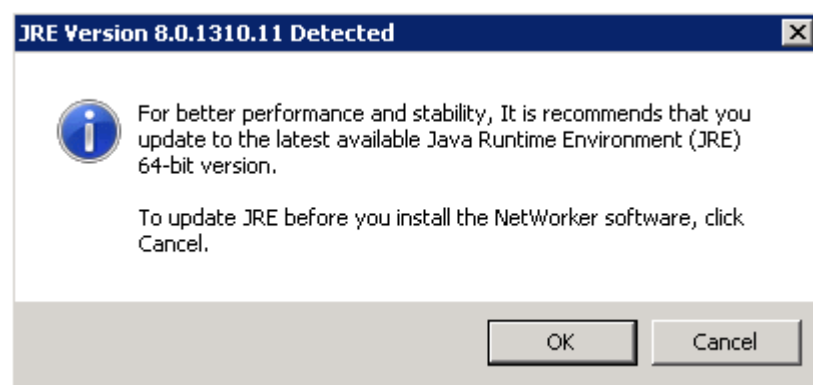 JRE Version 8.0.1310.11 Detected
For better performance and stability, It is recommends that you
update to the latest available Java Runtime Environment (JRE)
64-bit version.
To update JRE before you install the NetWorker software, click
Cancel.
OK
Cancel